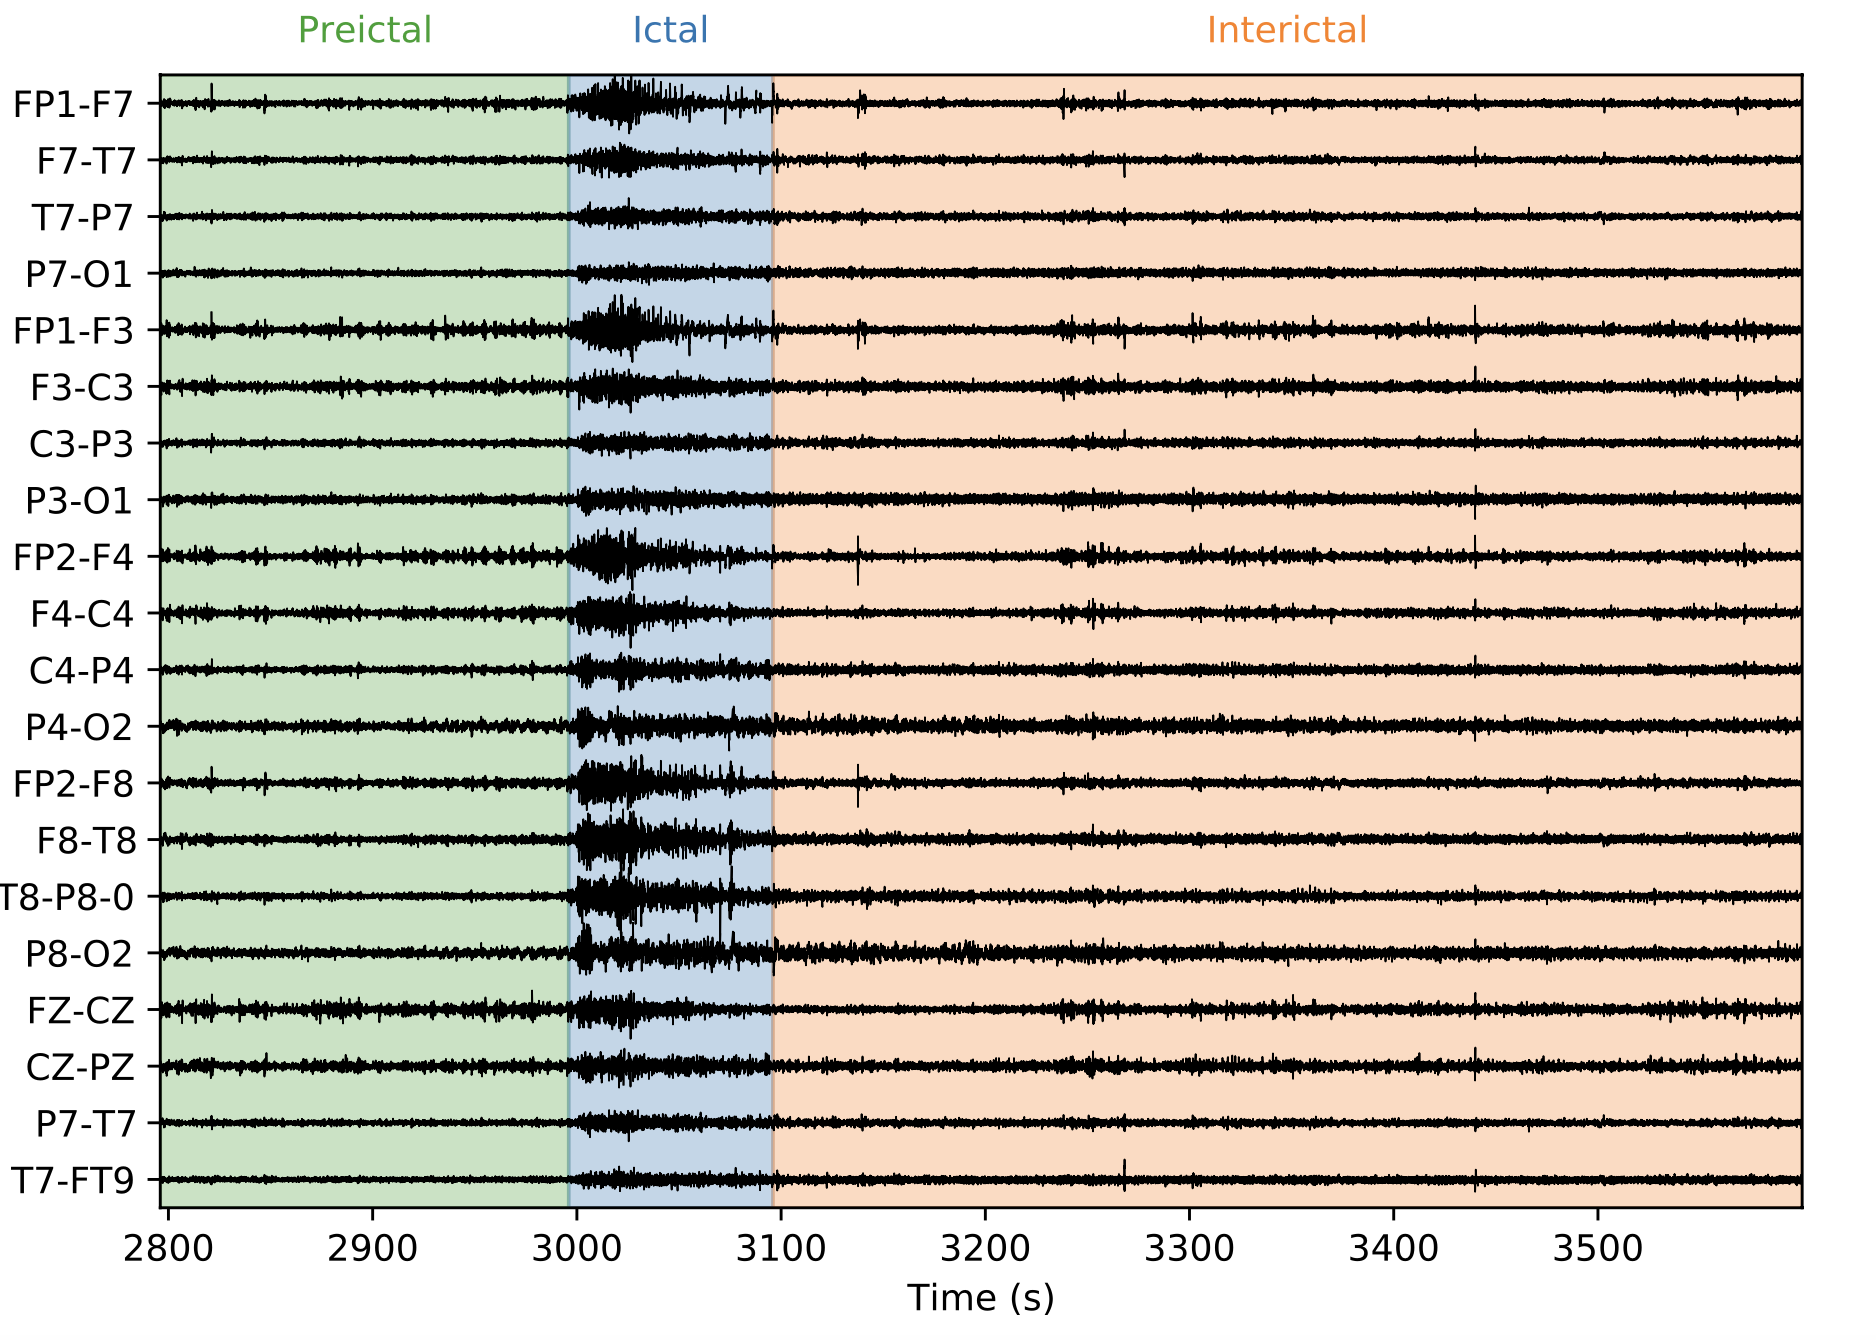 Preictal Ictal Interictal
FP1-F7
F7-T7
T7-P7
P7-O1
FP1-F3
F3-C3
C3-P3
P3-O1
FP2-F4
F4-C4
C4-P4
P4-O2
FP2-F8
F8-T8
T8-P8-0
P8-O2
FZ-CZ
CZ-PZ
P7-T7
T7-FT9
2800 2900 3000 3100 3200 3300 3400 3500
Time (s)